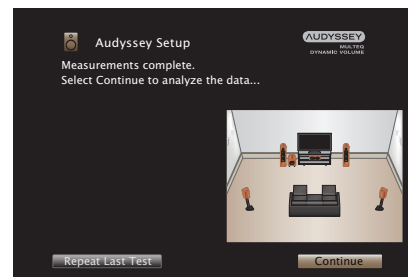 Audyssey Setup
AUDYSSEY
MULTEQ
DYNAMIC VOLUME
Measurements complete.
Select Continue to analyze the data...
Repeat Last Test
Continue